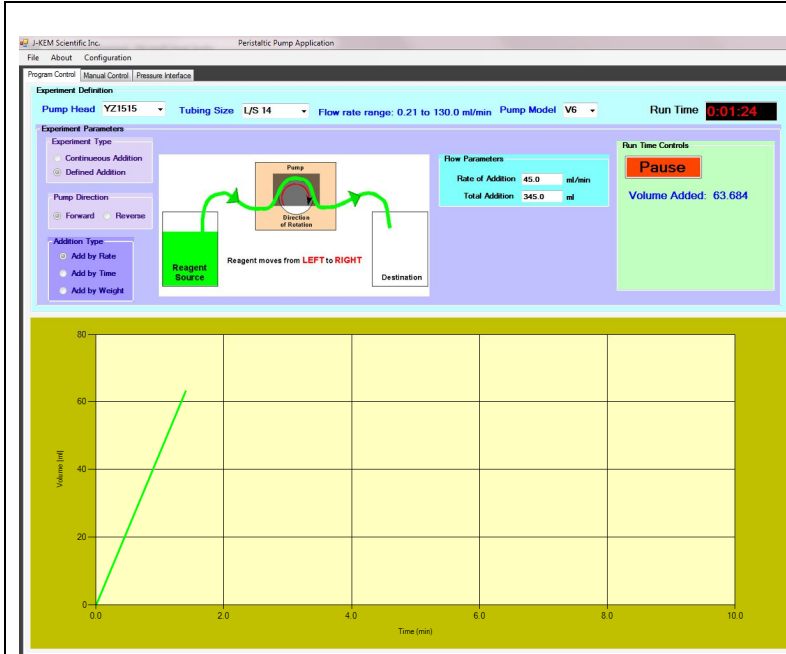 J-KEM Scientific Inc. Peristaltic Pump Application
File About Configuration
Program Control Manual Control Pressure Interface
Experiment Definition
Pump Head YZ1515 Tubing Size L/S 14 Flow rate range: 0.21 to 130.0 ml/min Pump Model V6 Run Time 0:01:24
Experiment Parameters
Experiment Type
Continuous Addition
Defined Addition
Pump Direction
Forward Reverse
Addition Type
Add by Rate
Add by Time
Add by Weight
Pump
Direction
of Rotation
Reagent
Source
Reagent moves from LEFT to RIGHT
Destination
Flow Parameters
Rate of Addition 45.0 ml/min
Total Addition 345.0 ml
Run Time Controls
Pause
Volume Added: 63.684
80
60
40
20
0
Volume (ml)
0.0 2.0 4.0 6.0 8.0 10.0
Time (min)